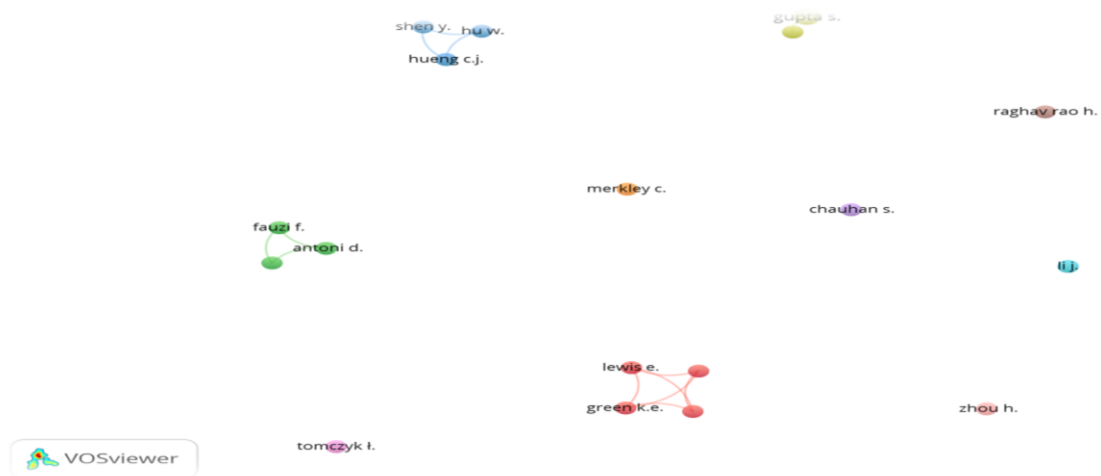 gupta s.
shen y.
hu w.
hueng c.j.
raghav rao h.
merkley c.
chauhan s.
fauzi f.
antoni d.
li j.
lewis e.
green k.e.
zhou h.
tomczyk ł.
VOSviewer